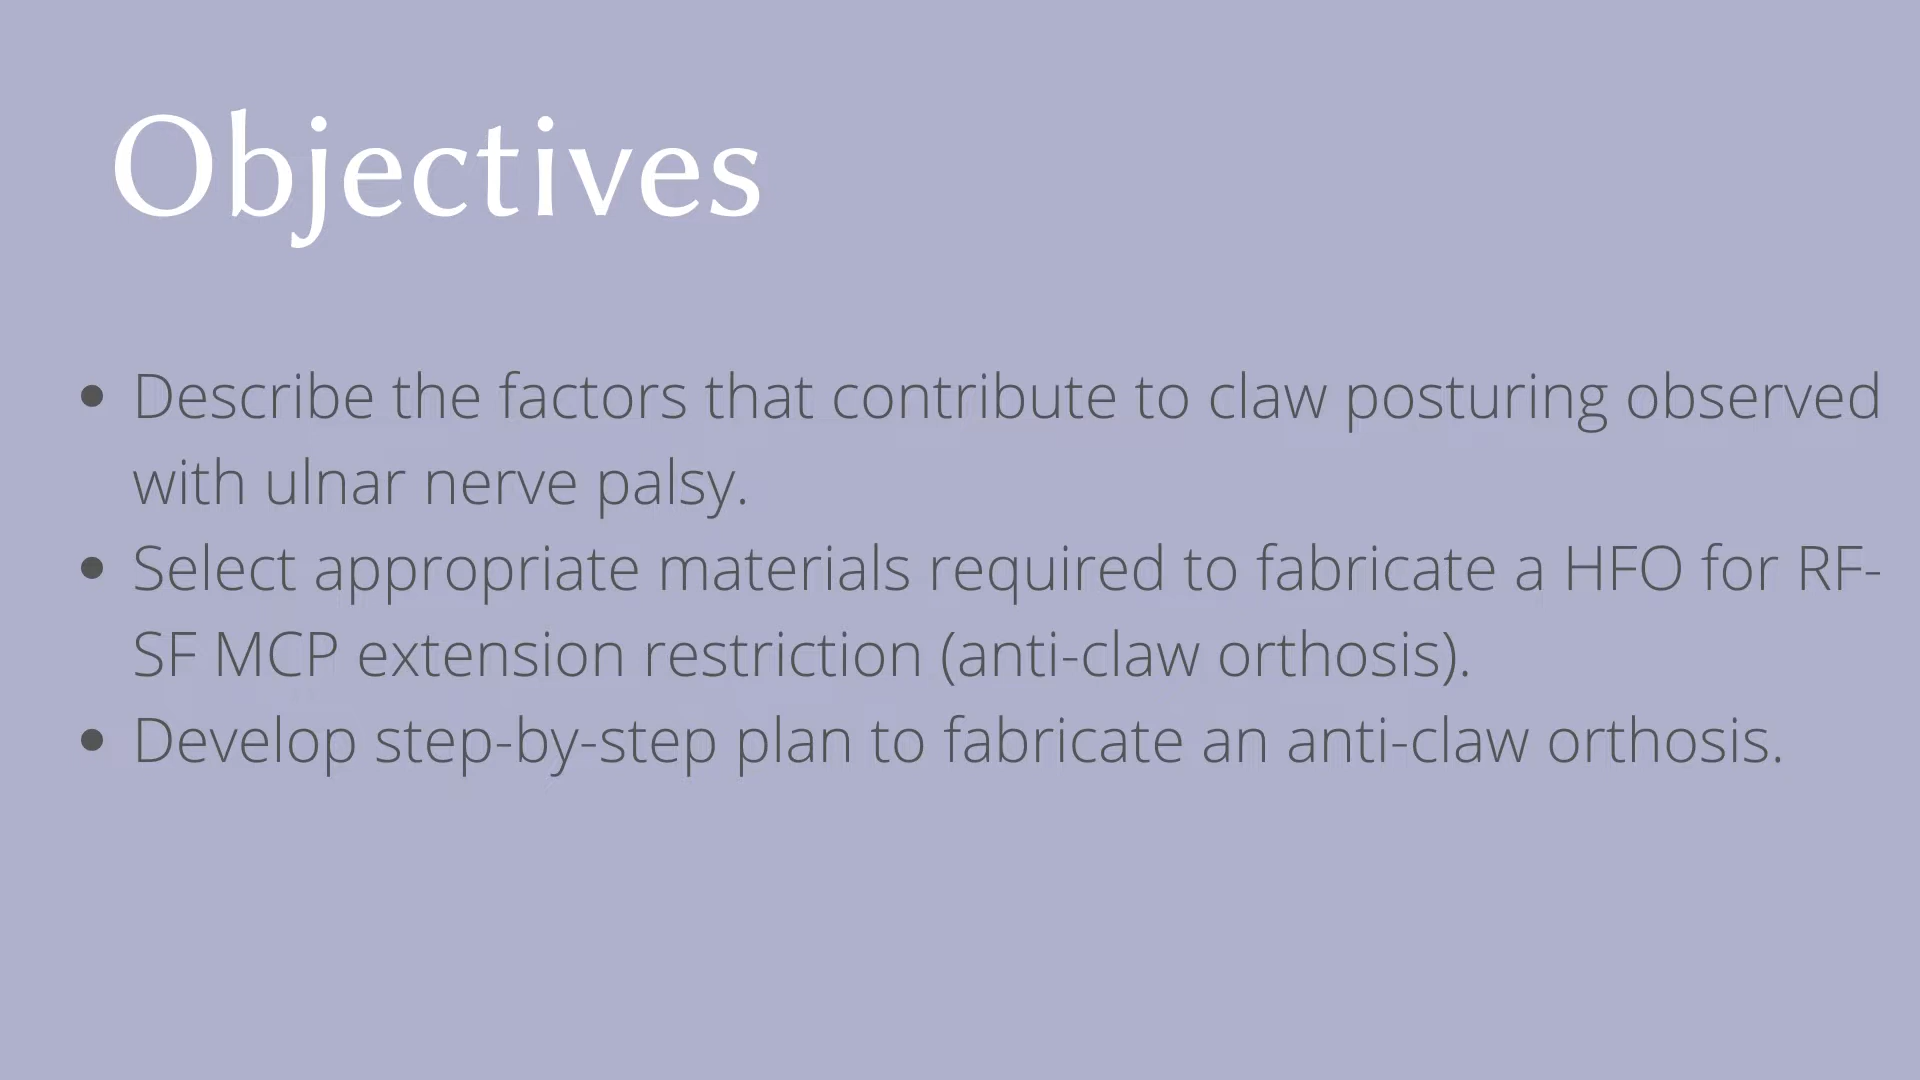 Objectives
• Describe the factors that contribute to claw posturing observed
with ulnar nerve palsy.
• Select appropriate materials required to fabricate a HFO for RF-
SF MCP extension restriction (anti-claw orthosis).
• Develop step-by-step plan to fabricate an anti-claw orthosis.